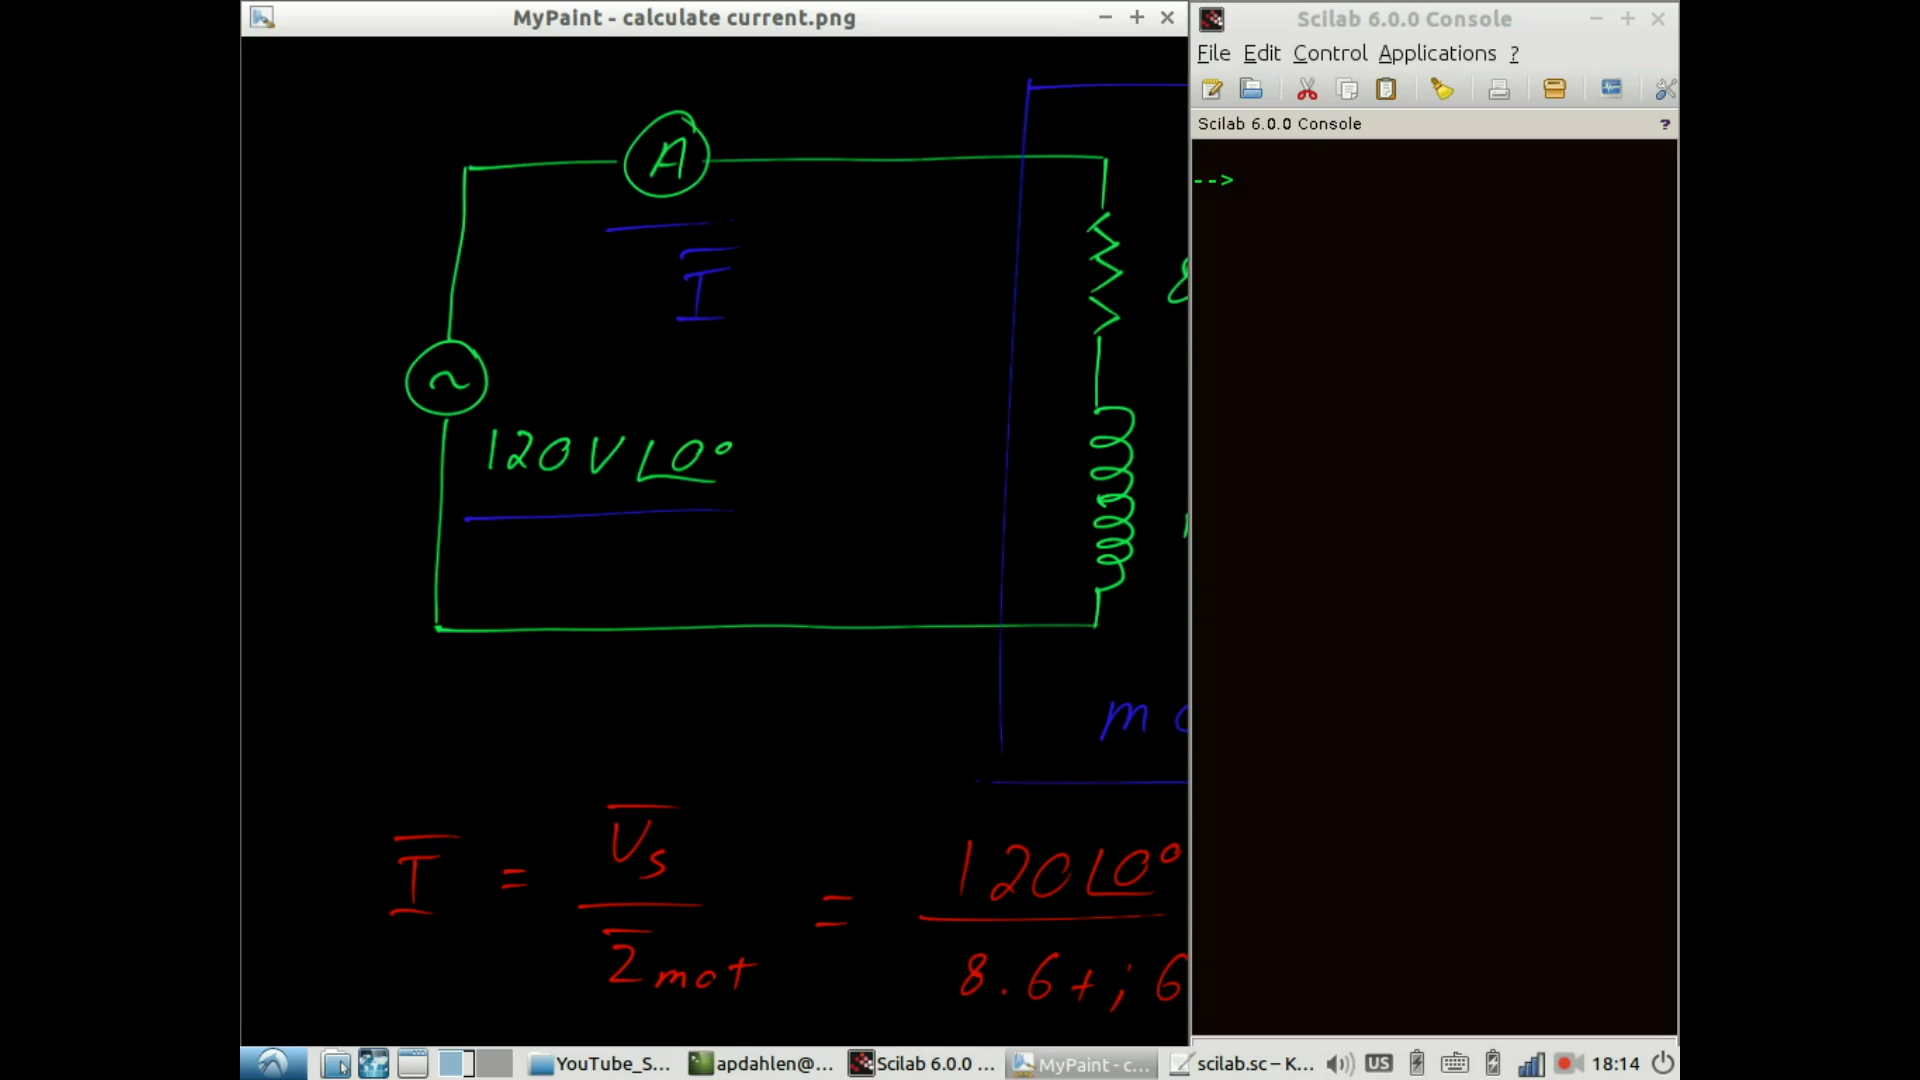 MyPaint - calculate current.png
Scilab 6.0.0 Console
File Edit Control Applications ?
Scilab 6.0.0 Console ?
-->
A
I
~
120V∠0°
I = Vs / Zmot = 120∠0° / 8.6+j6
YouTube_S...
apdahlen@...
Scilab 6.0.0 ...
MyPaint - c...
scilab.sc – K...
US
18:14